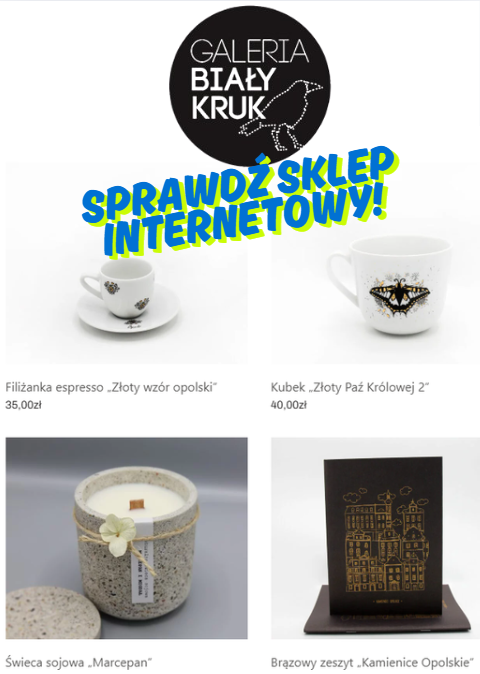 GALERIA
BIAŁY
KRUK
SPRAWDŹ SKLEP
INTERNETOWY!
Filiżanka espresso „Złoty wzór opolski”
35,00zł
Kubek „Złoty Paź Królowej 2”
40,00zł
Świeca sojowa „Marcepan”
Brązowy zeszyt „Kamienice Opolskie”